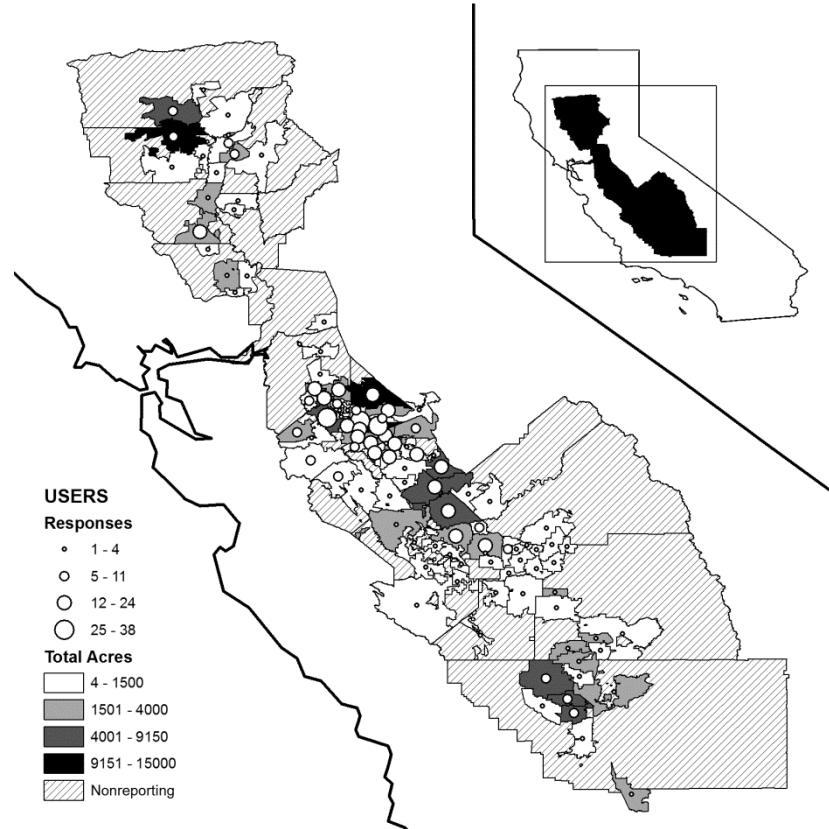 USERS
Responses
1 - 4
5 - 11
12 - 24
25 - 38
Total Acres
4 - 1500
1501 - 4000
4001 - 9150
9151 - 15000
Nonreporting